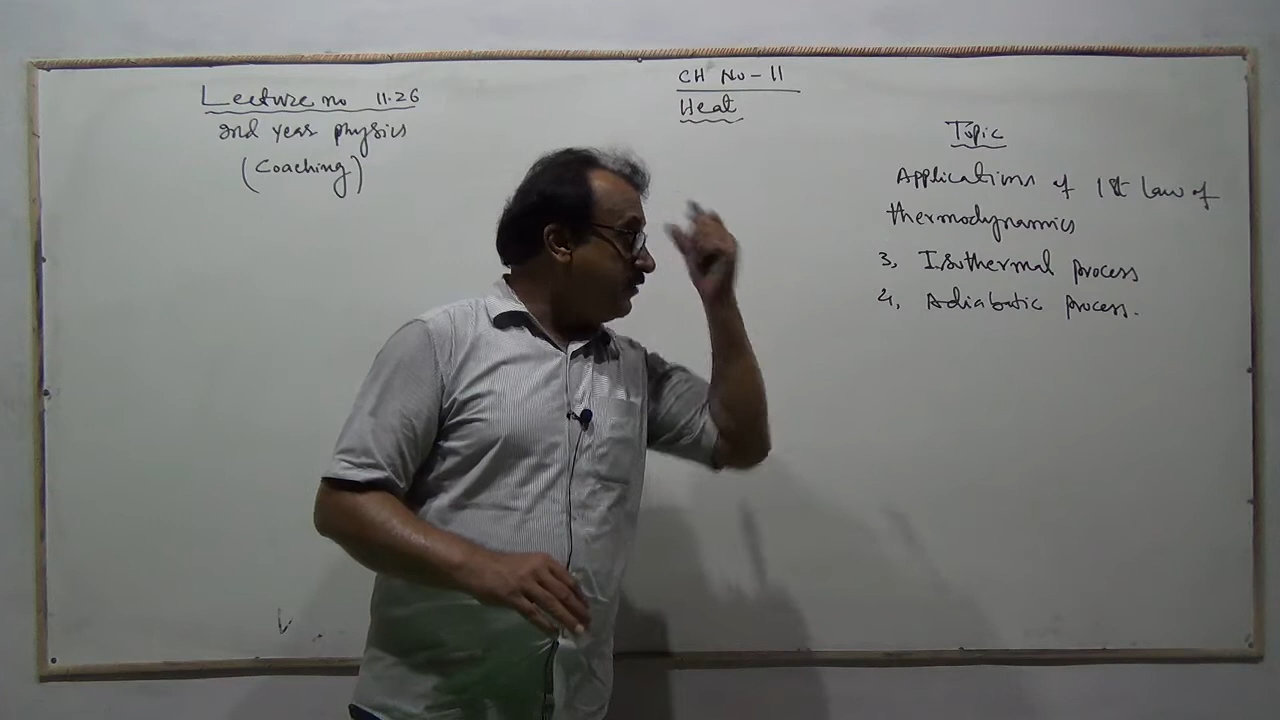 Lecture no 11.26
2nd year physics
(Coaching)
CH No - 11
Heat
Topic
Applications of 1st law of
thermodynamics
3, Isothermal process
4, Adiabatic process.